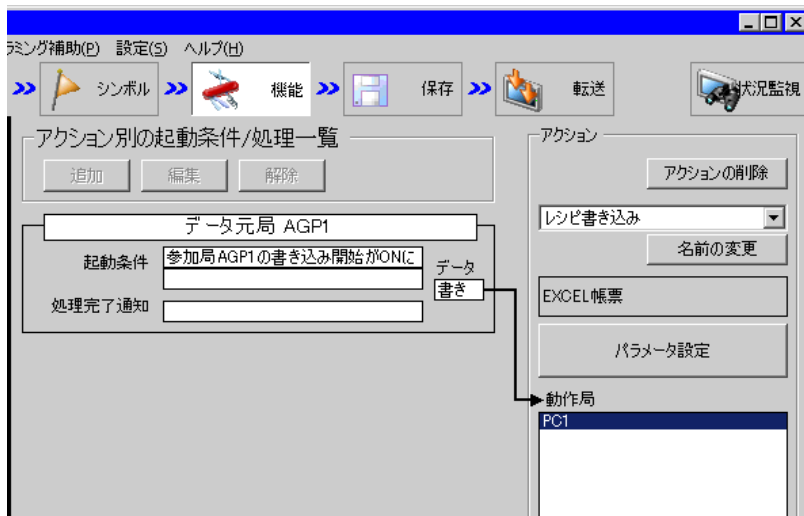 ラミング補助(P) 設定(S) ヘルプ(H)
シンボル 機能 保存 転送 状況監視
アクション別の起動条件/処理一覧
追加 編集 解除
データ元局 AGP1
起動条件 参加局AGP1の書き込み開始がONに
データ
書き
処理完了通知
アクション
アクションの削除
レシピ書き込み
名前の変更
EXCEL帳票
パラメータ設定
動作局
PC1